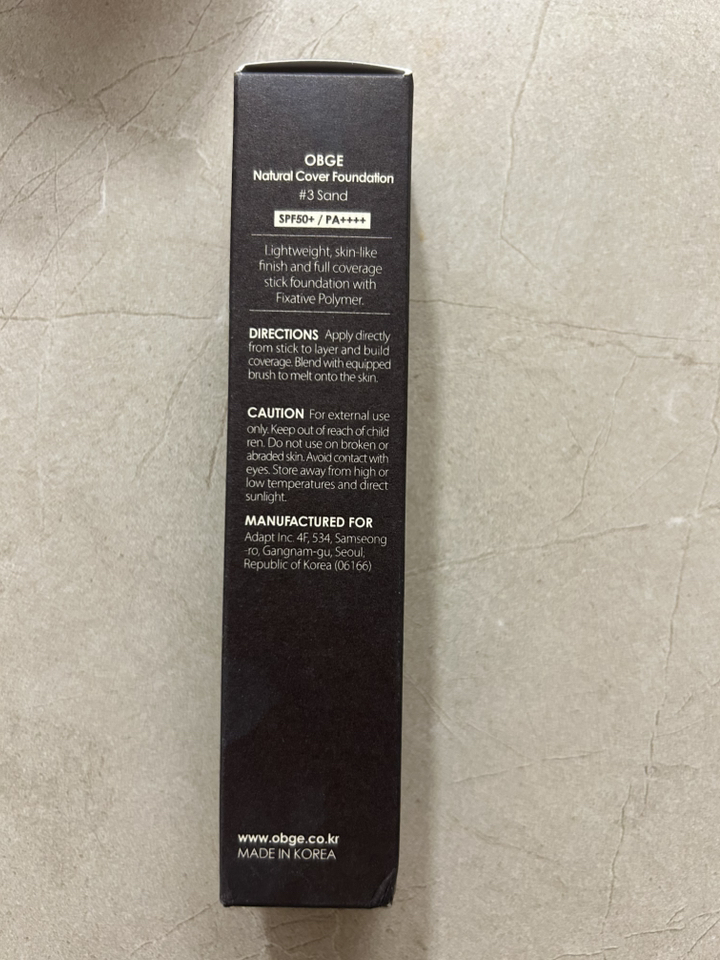 OBGE
Natural Cover Foundation
#3 Sand
SPF50+ / PA++++
Lightweight, skin-like
finish and full coverage
stick foundation with
Fixative Polymer.
DIRECTIONS Apply directly
from stick to layer and build
coverage. Blend with equipped
brush to melt onto the skin.
CAUTION For external use
only. Keep out of reach of child
ren. Do not use on broken or
abraded skin. Avoid contact with
eyes. Store away from high or
low temperatures and direct
sunlight.
MANUFACTURED FOR
Adapt Inc. 4F, 534, Samseong
-ro, Gangnam-gu, Seoul,
Republic of Korea (06166)
www.obge.co.kr
MADE IN KOREA